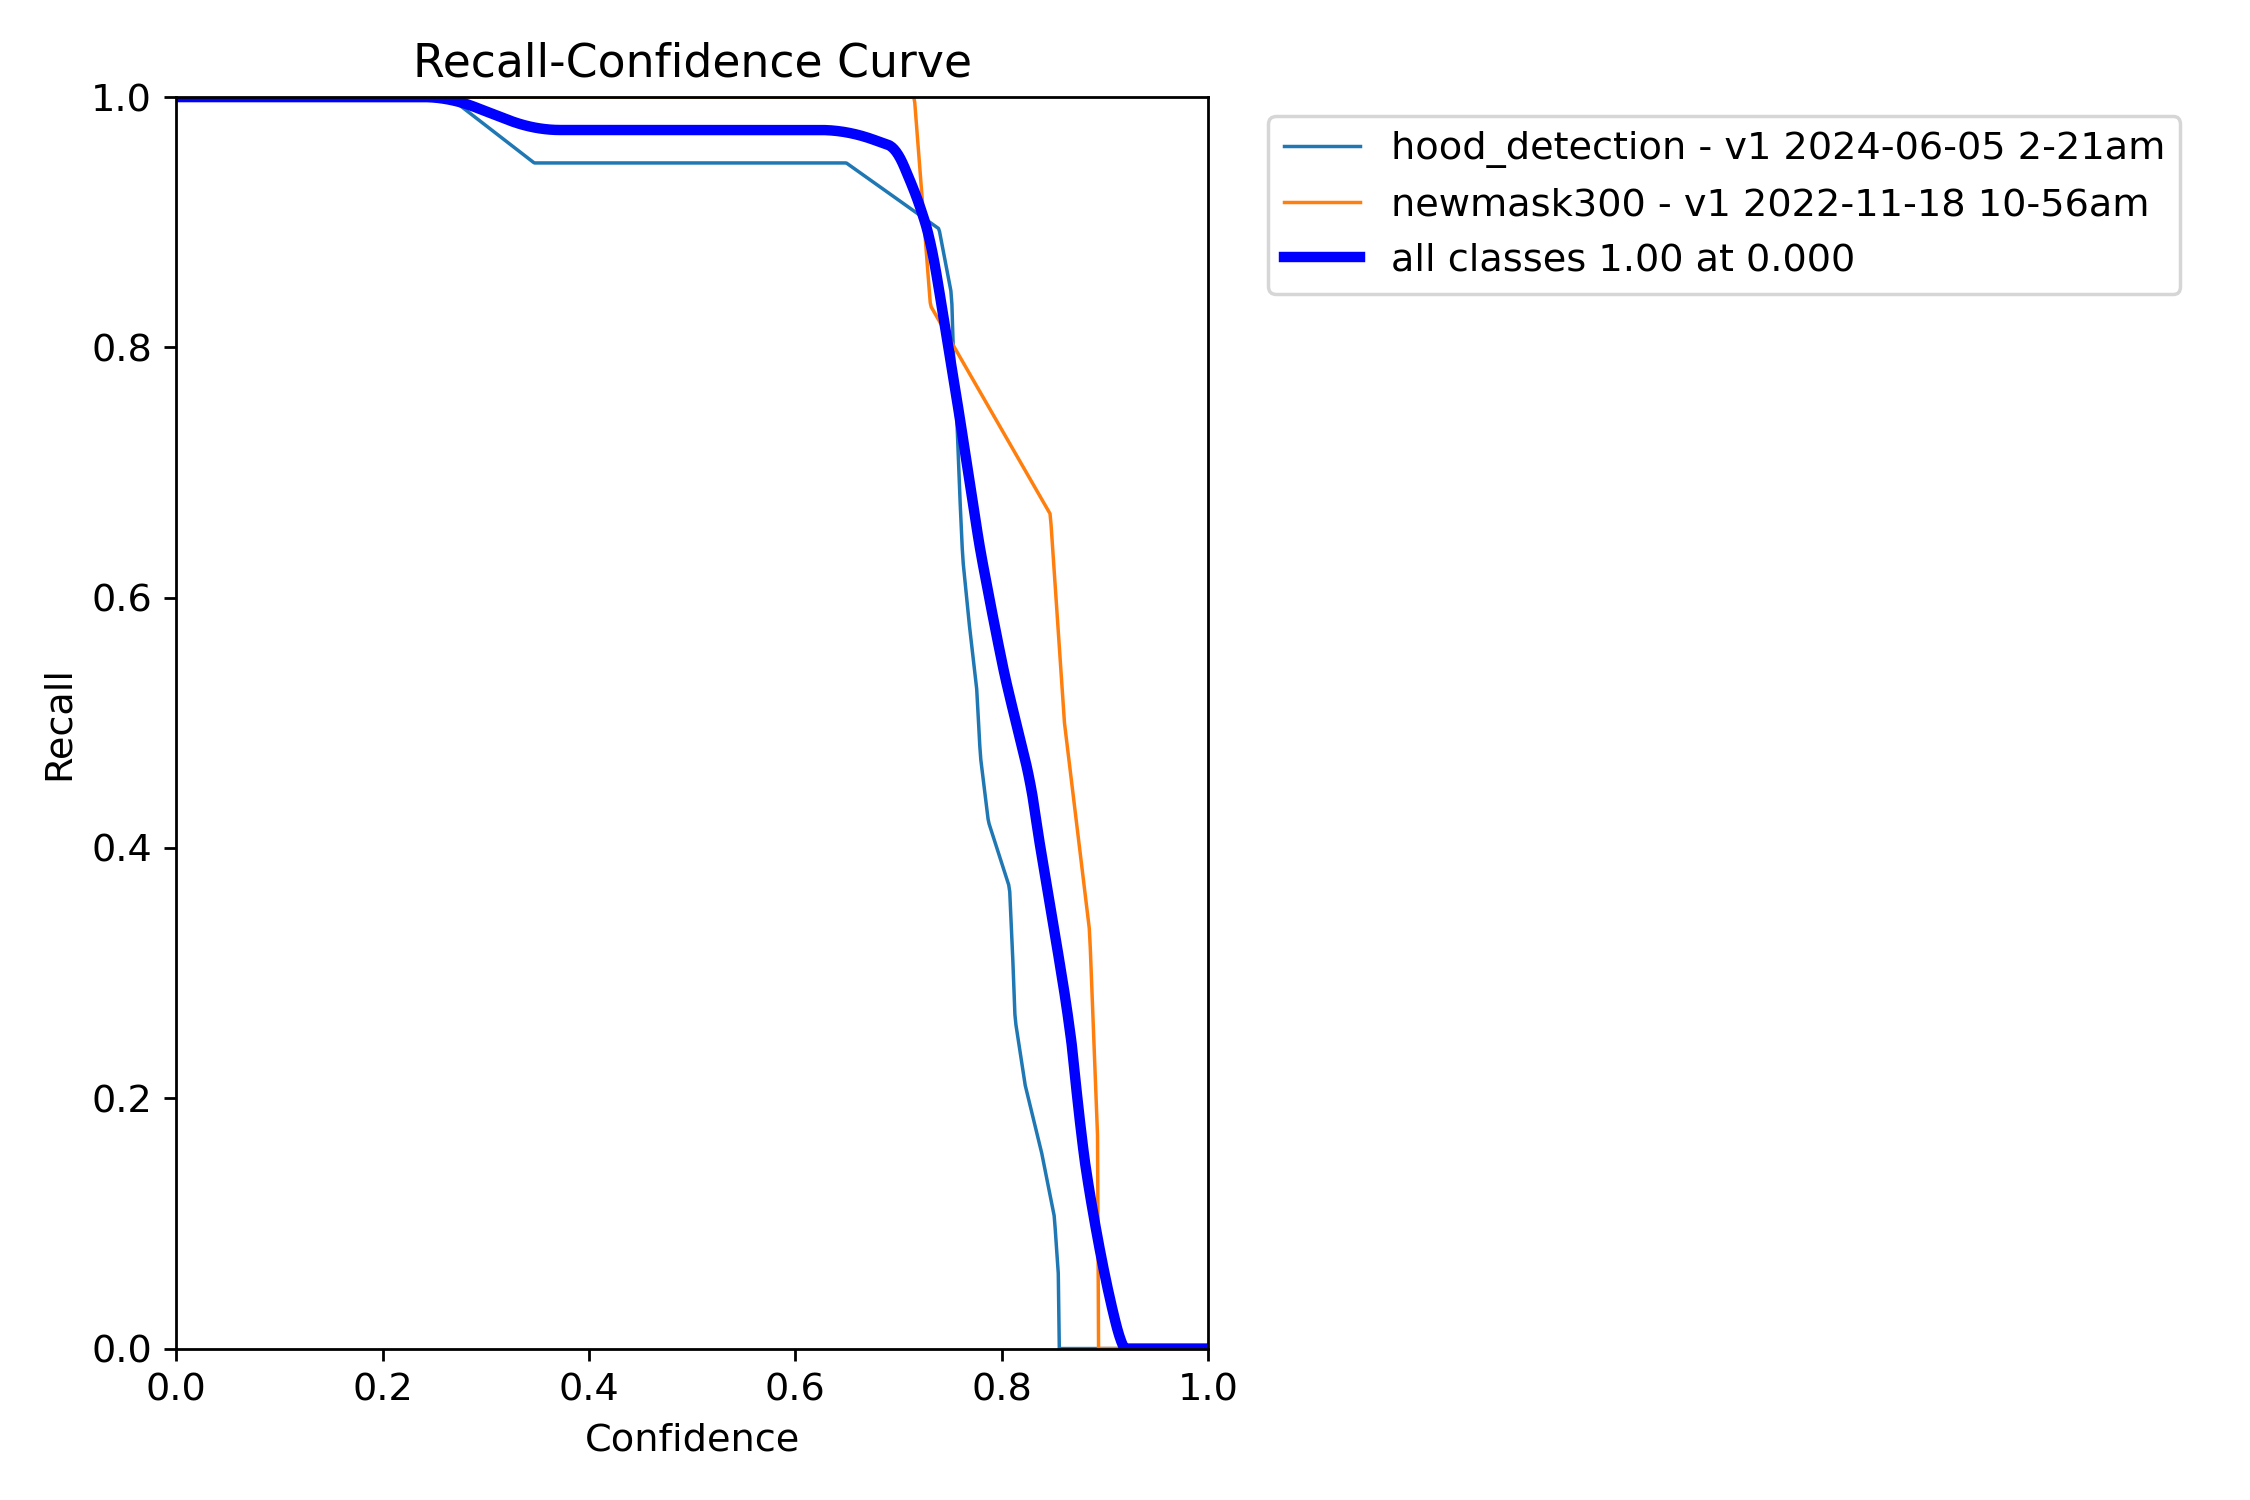 Recall-Confidence Curve
1.0
0.8
0.6
0.4
0.2
0.0
Recall
0.0 0.2 0.4 0.6 0.8 1.0
Confidence
hood_detection - v1 2024-06-05 2-21am
newmask300 - v1 2022-11-18 10-56am
all classes 1.00 at 0.000